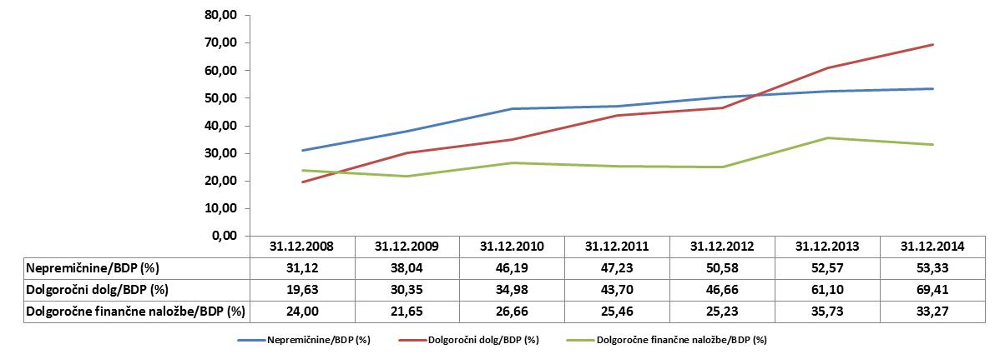 80,00
70,00
60,00
50,00
40,00
30,00
20,00
10,00
0,00
31.12.2008 31.12.2009 31.12.2010 31.12.2011 31.12.2012 31.12.2013 31.12.2014
Nepremičnine/BDP (%) 31,12 38,04 46,19 47,23 50,58 52,57 53,33
Dolgoročni dolg/BDP (%) 19,63 30,35 34,98 43,70 46,66 61,10 69,41
Dolgoročne finančne naložbe/BDP (%) 24,00 21,65 26,66 25,46 25,23 35,73 33,27
Nepremičnine/BDP (%) Dolgoročni dolg/BDP (%) Dolgoročne finančne naložbe/BDP (%)